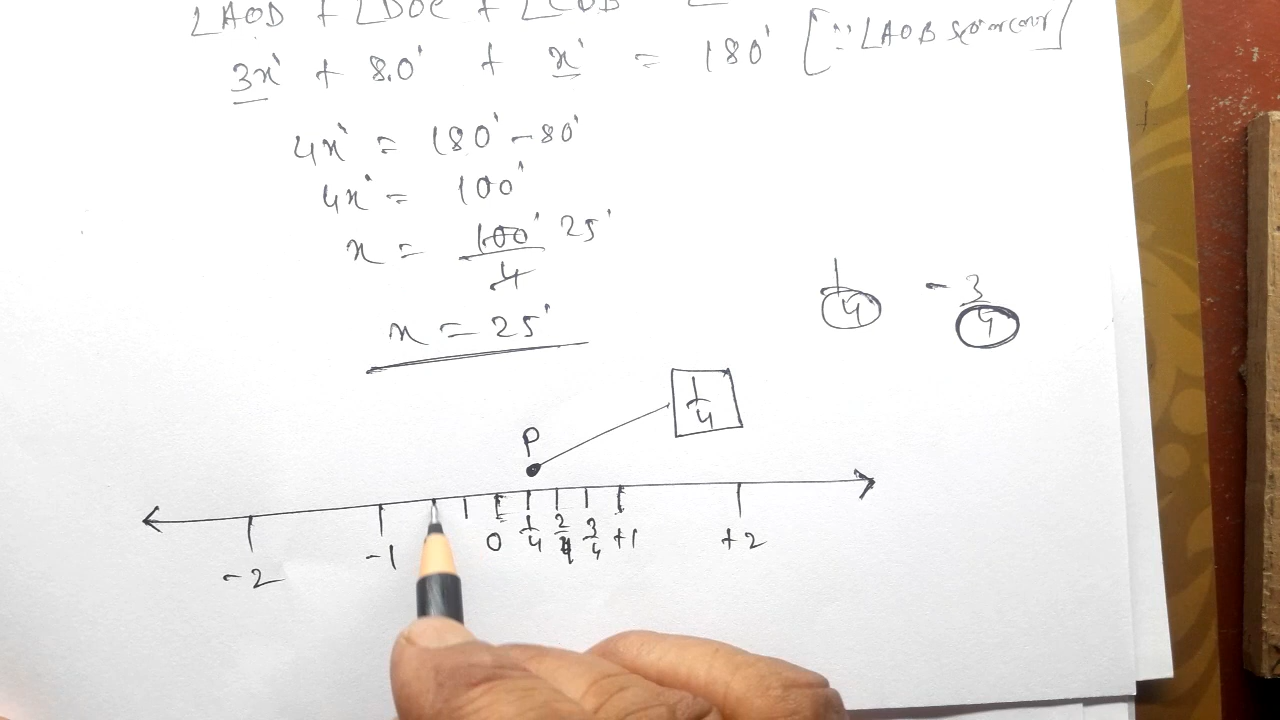 ∠AOD + ∠DOC + ∠COB
3x° + 80° + x° = 180° [∵ ∠AOB
4x° = 180° - 80°
4x° = 100°
x = 100°/4 25°
x = 25°
1/4 - 3/4
1/4
P
-2 -1 0 1/4 2/4 3/4 +1 +2